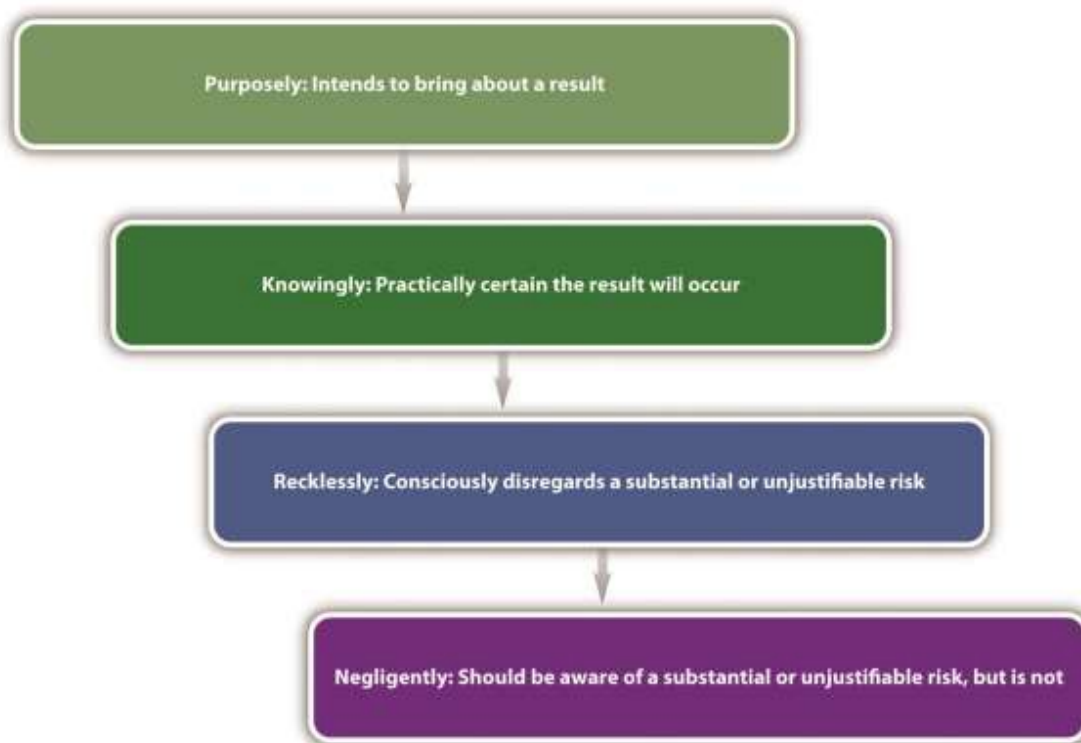 Purposely: Intends to bring about a result
Knowingly: Practically certain the result will occur
Recklessly: Consciously disregards a substantial or unjustifiable risk
Negligently: Should be aware of a substantial or unjustifiable risk, but is not